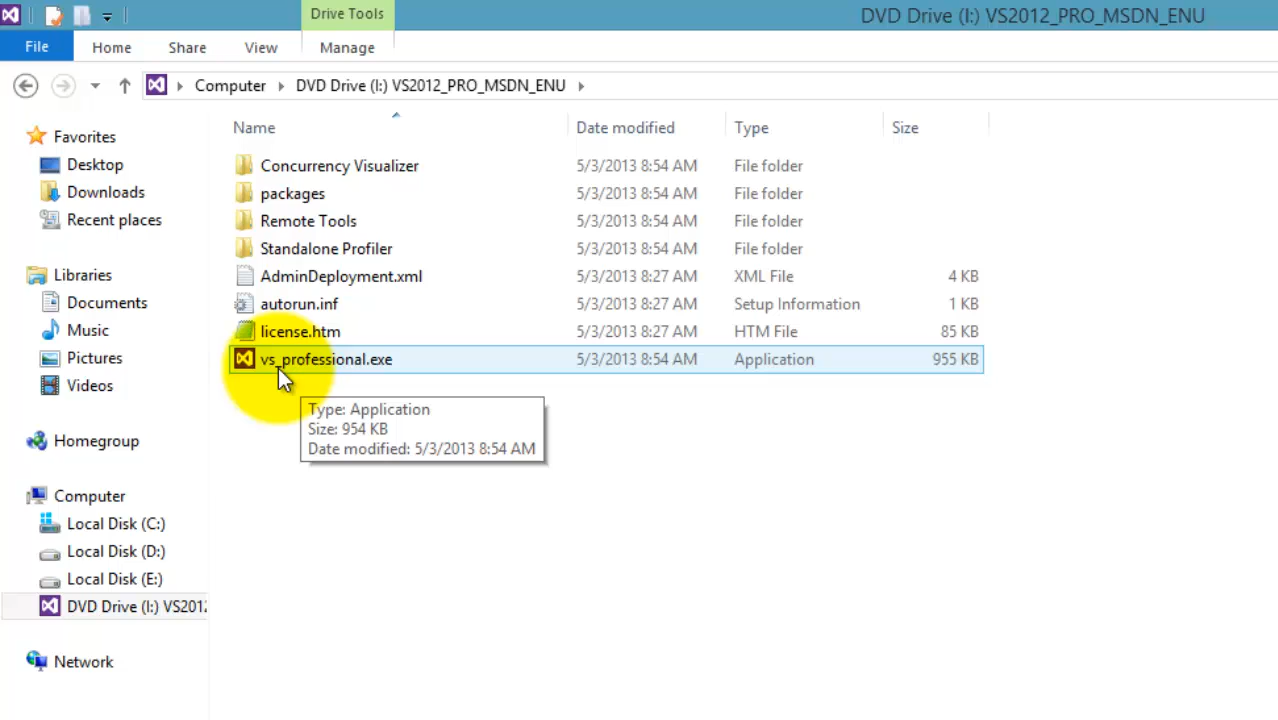 Drive Tools
DVD Drive (I:) VS2012_PRO_MSDN_ENU
File Home Share View Manage
Computer DVD Drive (I:) VS2012_PRO_MSDN_ENU
Favorites
Desktop
Downloads
Recent places
Libraries
Documents
Music
Pictures
Videos
Homegroup
Computer
Local Disk (C:)
Local Disk (D:)
Local Disk (E:)
DVD Drive (I:) VS2012
Network
Name Date modified Type Size
Concurrency Visualizer 5/3/2013 8:54 AM File folder
packages 5/3/2013 8:54 AM File folder
Remote Tools 5/3/2013 8:54 AM File folder
Standalone Profiler 5/3/2013 8:54 AM File folder
AdminDeployment.xml 5/3/2013 8:27 AM XML File 4 KB
autorun.inf 5/3/2013 8:27 AM Setup Information 1 KB
license.htm 5/3/2013 8:27 AM HTM File 85 KB
vs_professional.exe 5/3/2013 8:54 AM Application 955 KB
Type: Application
Size: 954 KB
Date modified: 5/3/2013 8:54 AM